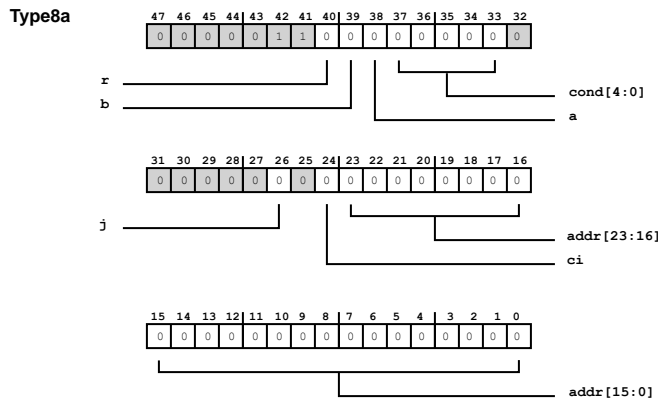 Type8a
47 46 45 44 43 42 41 40 39 38 37 36 35 34 33 32
0 0 0 0 0 1 1 0 0 0 0 0 0 0 0 0
r
cond[4:0]
b
a
31 30 29 28 27 26 25 24 23 22 21 20 19 18 17 16
0 0 0 0 0 0 0 0 0 0 0 0 0 0 0 0
j
addr[23:16]
ci
15 14 13 12 11 10 9 8 7 6 5 4 3 2 1 0
0 0 0 0 0 0 0 0 0 0 0 0 0 0 0 0
addr[15:0]